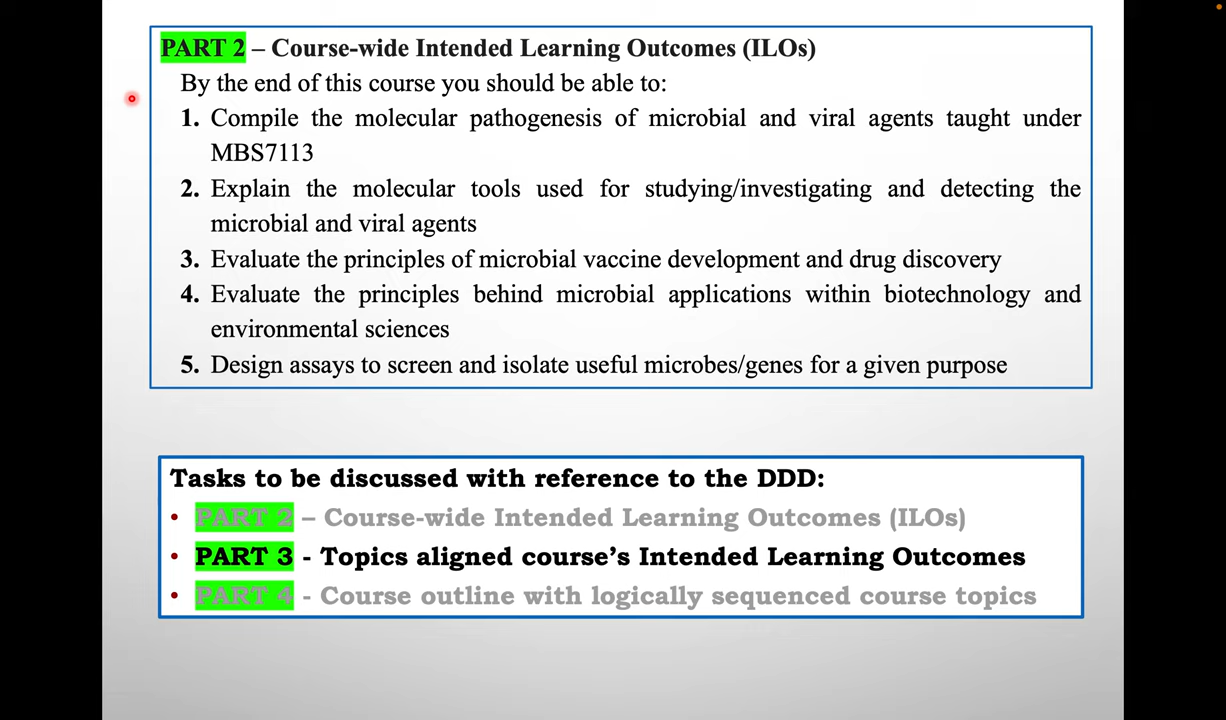 PART 2 – Course-wide Intended Learning Outcomes (ILOs)
By the end of this course you should be able to:
1. Compile the molecular pathogenesis of microbial and viral agents taught under
MBS7113
2. Explain the molecular tools used for studying/investigating and detecting the
microbial and viral agents
3. Evaluate the principles of microbial vaccine development and drug discovery
4. Evaluate the principles behind microbial applications within biotechnology and
environmental sciences
5. Design assays to screen and isolate useful microbes/genes for a given purpose
Tasks to be discussed with reference to the DDD:
• PART 2 – Course-wide Intended Learning Outcomes (ILOs)
• PART 3 - Topics aligned course's Intended Learning Outcomes
• PART 4 - Course outline with logically sequenced course topics